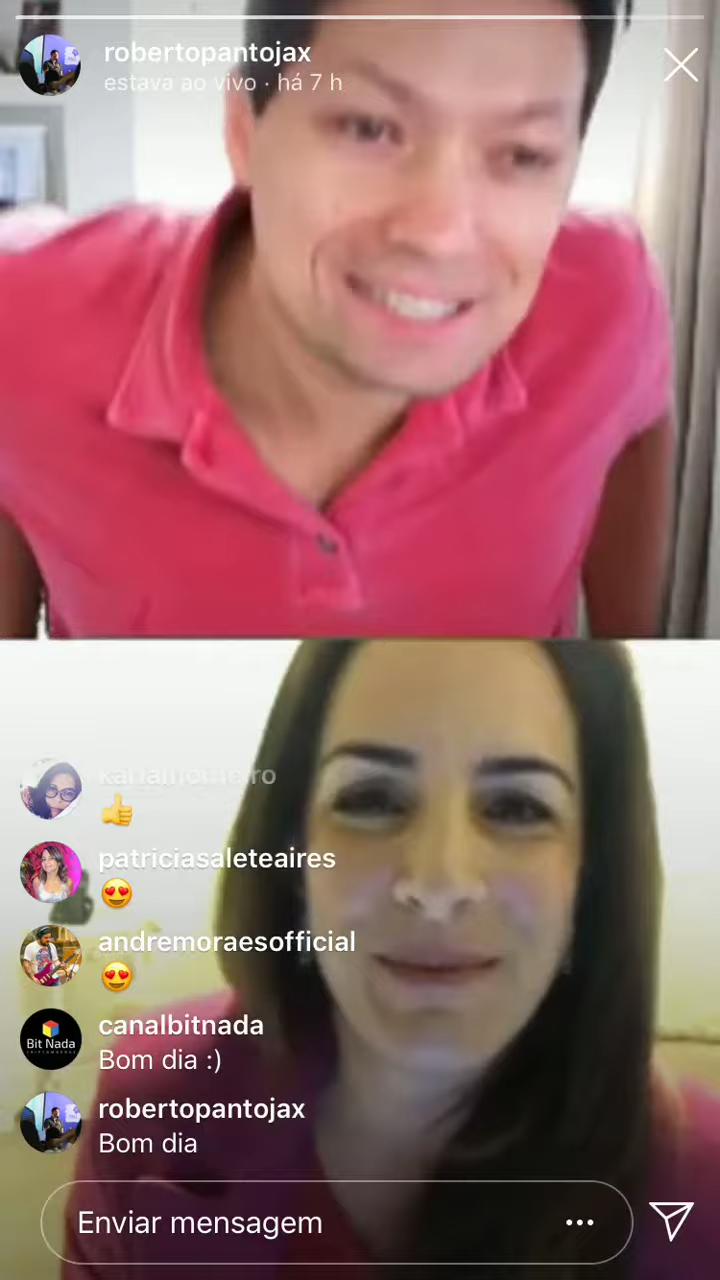 robertopantojax
estava ao vivo · há 7 h
patriciasaleteaires
andremoraesofficial
canalbitnada
Bit Nada
Bom dia :)
robertopantojax
Bom dia
Enviar mensagem